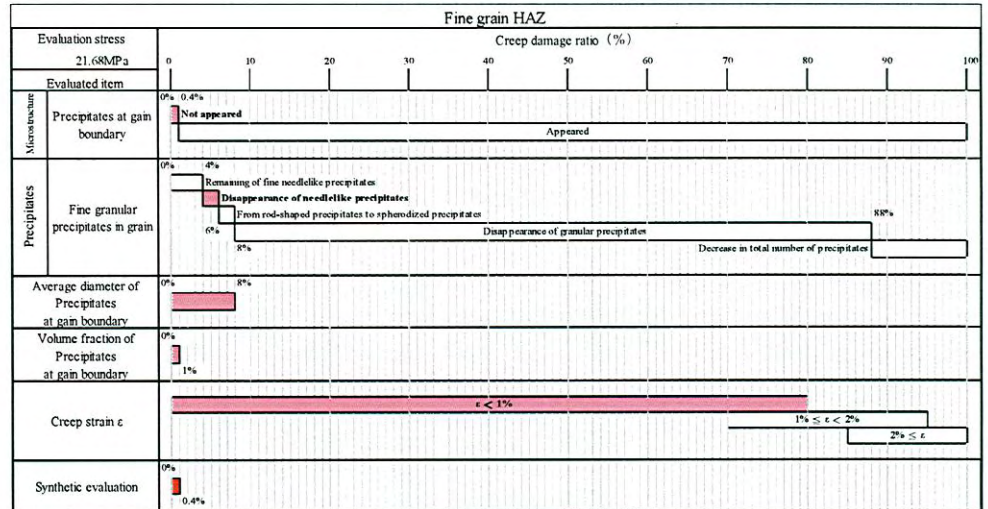 Fine grain HAZ
Evaluation stress
21.68MPa
Creep damage ratio (%)
0 10 20 30 40 50 60 70 80 90 100
Evaluated item
Microstructure
Precipitates at gain
boundary
0% 0.4%
Not appeared
Appeared
Precipitates
Fine granular
precipitates in grain
0% 4%
Remaining of fine needlelike precipitates
Disappearance of needlelike precipitates
From rod-shaped precipitates to spherodized precipitates
88%
6%
Disappearance of granular precipitates
8%
Decrease in total number of precipitates
Average diameter of
Precipitates
at gain boundary
0% 8%
Volume fraction of
Precipitates
at gain boundary
0%
1%
Creep strain ε
ε < 1%
1% ≤ ε < 2%
2% ≤ ε
Synthetic evaluation
0%
0.4%